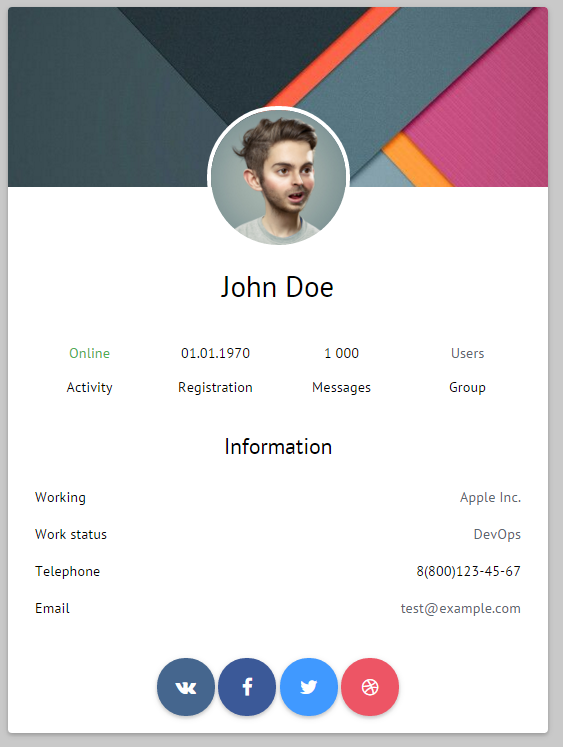 John Doe
Online 01.01.1970 1 000 Users
Activity Registration Messages Group
Information
Working Apple Inc.
Work status DevOps
Telephone 8(800)123-45-67
Email test@example.com